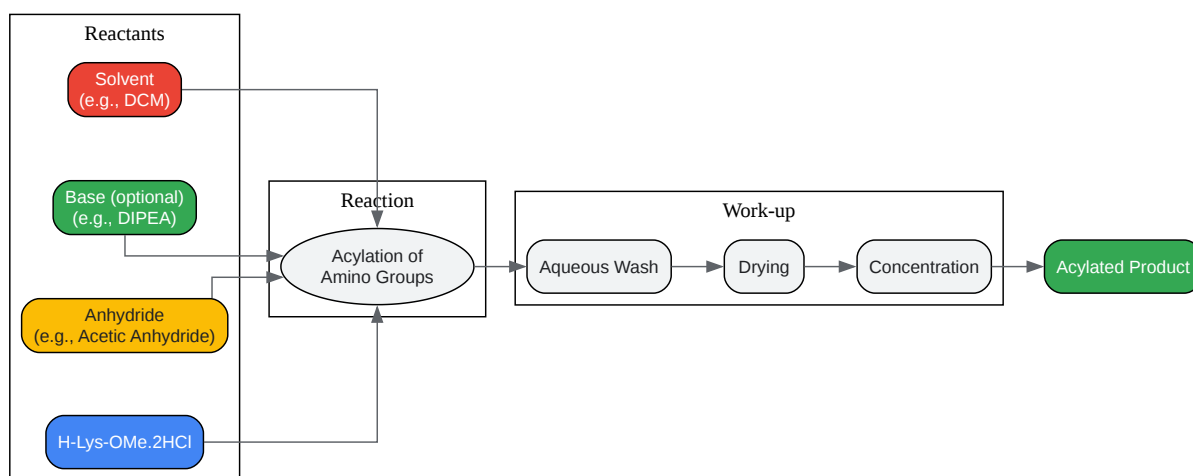 Reactants
Solvent
(e.g., DCM)
Base (optional)
(e.g., DIPEA)
Anhydride
(e.g., Acetic Anhydride)
H-Lys-OMe.2HCl
Reaction
Acylation of
Amino Groups
Work-up
Aqueous Wash
Drying
Concentration
Acylated Product